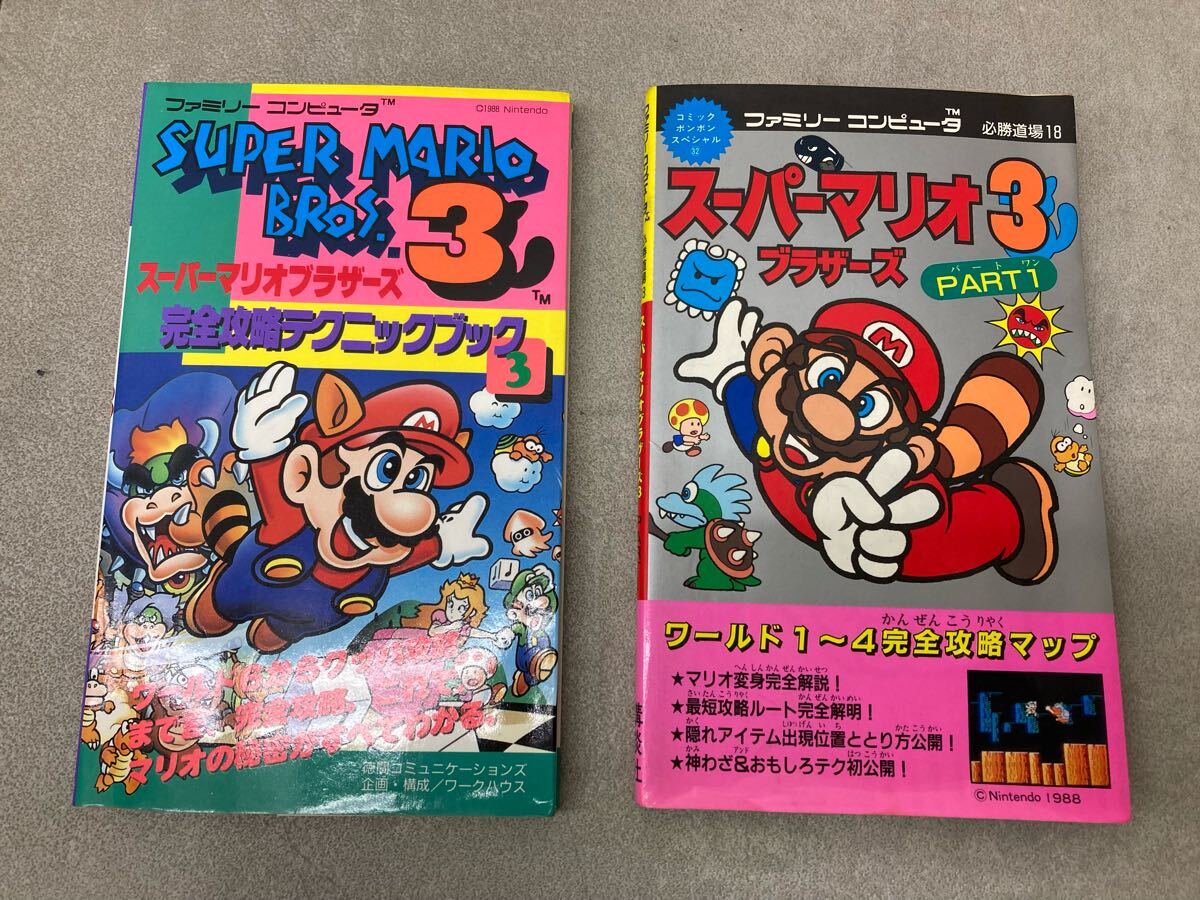 ファミリー コンピュータ™
©1988 Nintendo
SUPER MARIO
BROS. 3
™
スーパーマリオブラザーズ
完全攻略テクニックブック
3
までを
マリオの秘密が
わかる。
徳間コミュニケーションズ
企画・構成/ワークハウス
コミック
ボンボン
スペシャル
32
ファミリー コンピュータ™
必勝道場18
スーパーマリオ3
ブラザーズ
パート ワン
PART1
M
かん ぜん こう りゃく
ワールド1~4完全攻略マップ
へんしんかんぜんかいせつ
★マリオ変身完全解説!
さいたんこうりゃく かんぜんかいめい
★最短攻略ルート完全解明!
かく しゅつげんいち かたこうかい
★隠れアイテム出現位置ととり方公開!
かみ アンド はつこうかい
★神わざ&おもしろテク初公開!
©Nintendo 1988